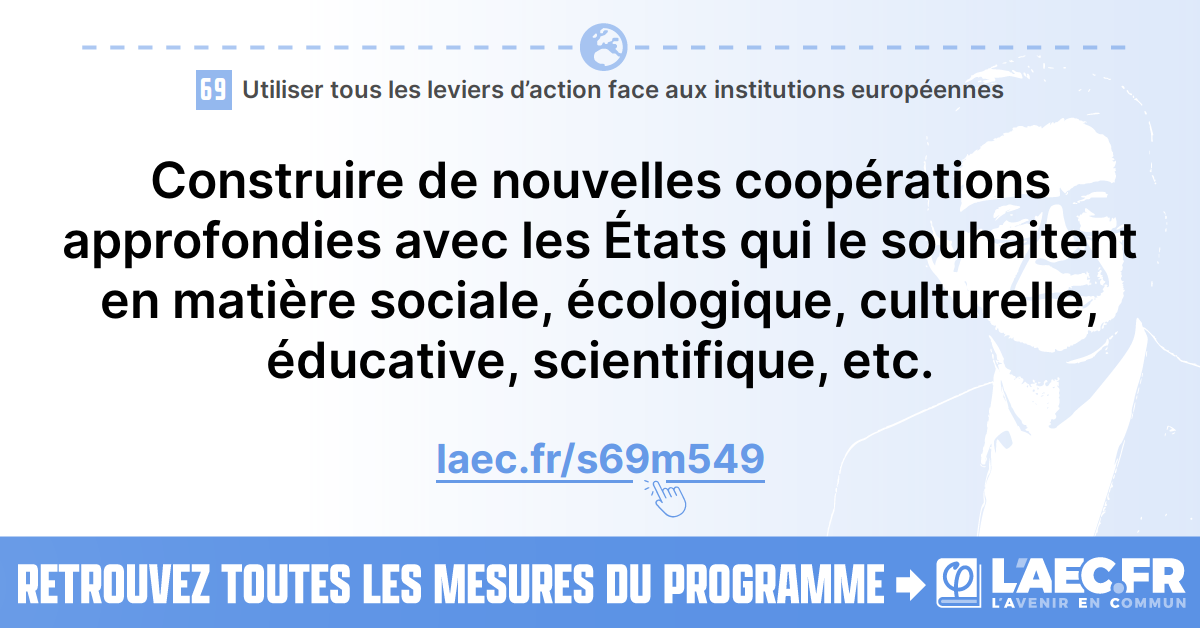 69 Utiliser tous les leviers d’action face aux institutions européennes
Construire de nouvelles coopérations
approfondies avec les États qui le souhaitent
en matière sociale, écologique, culturelle,
éducative, scientifique, etc.
laec.fr/s69m549
RETROUVEZ TOUTES LES MESURES DU PROGRAMME
φ L'AEC.FR
L'AVENIR EN COMMUN